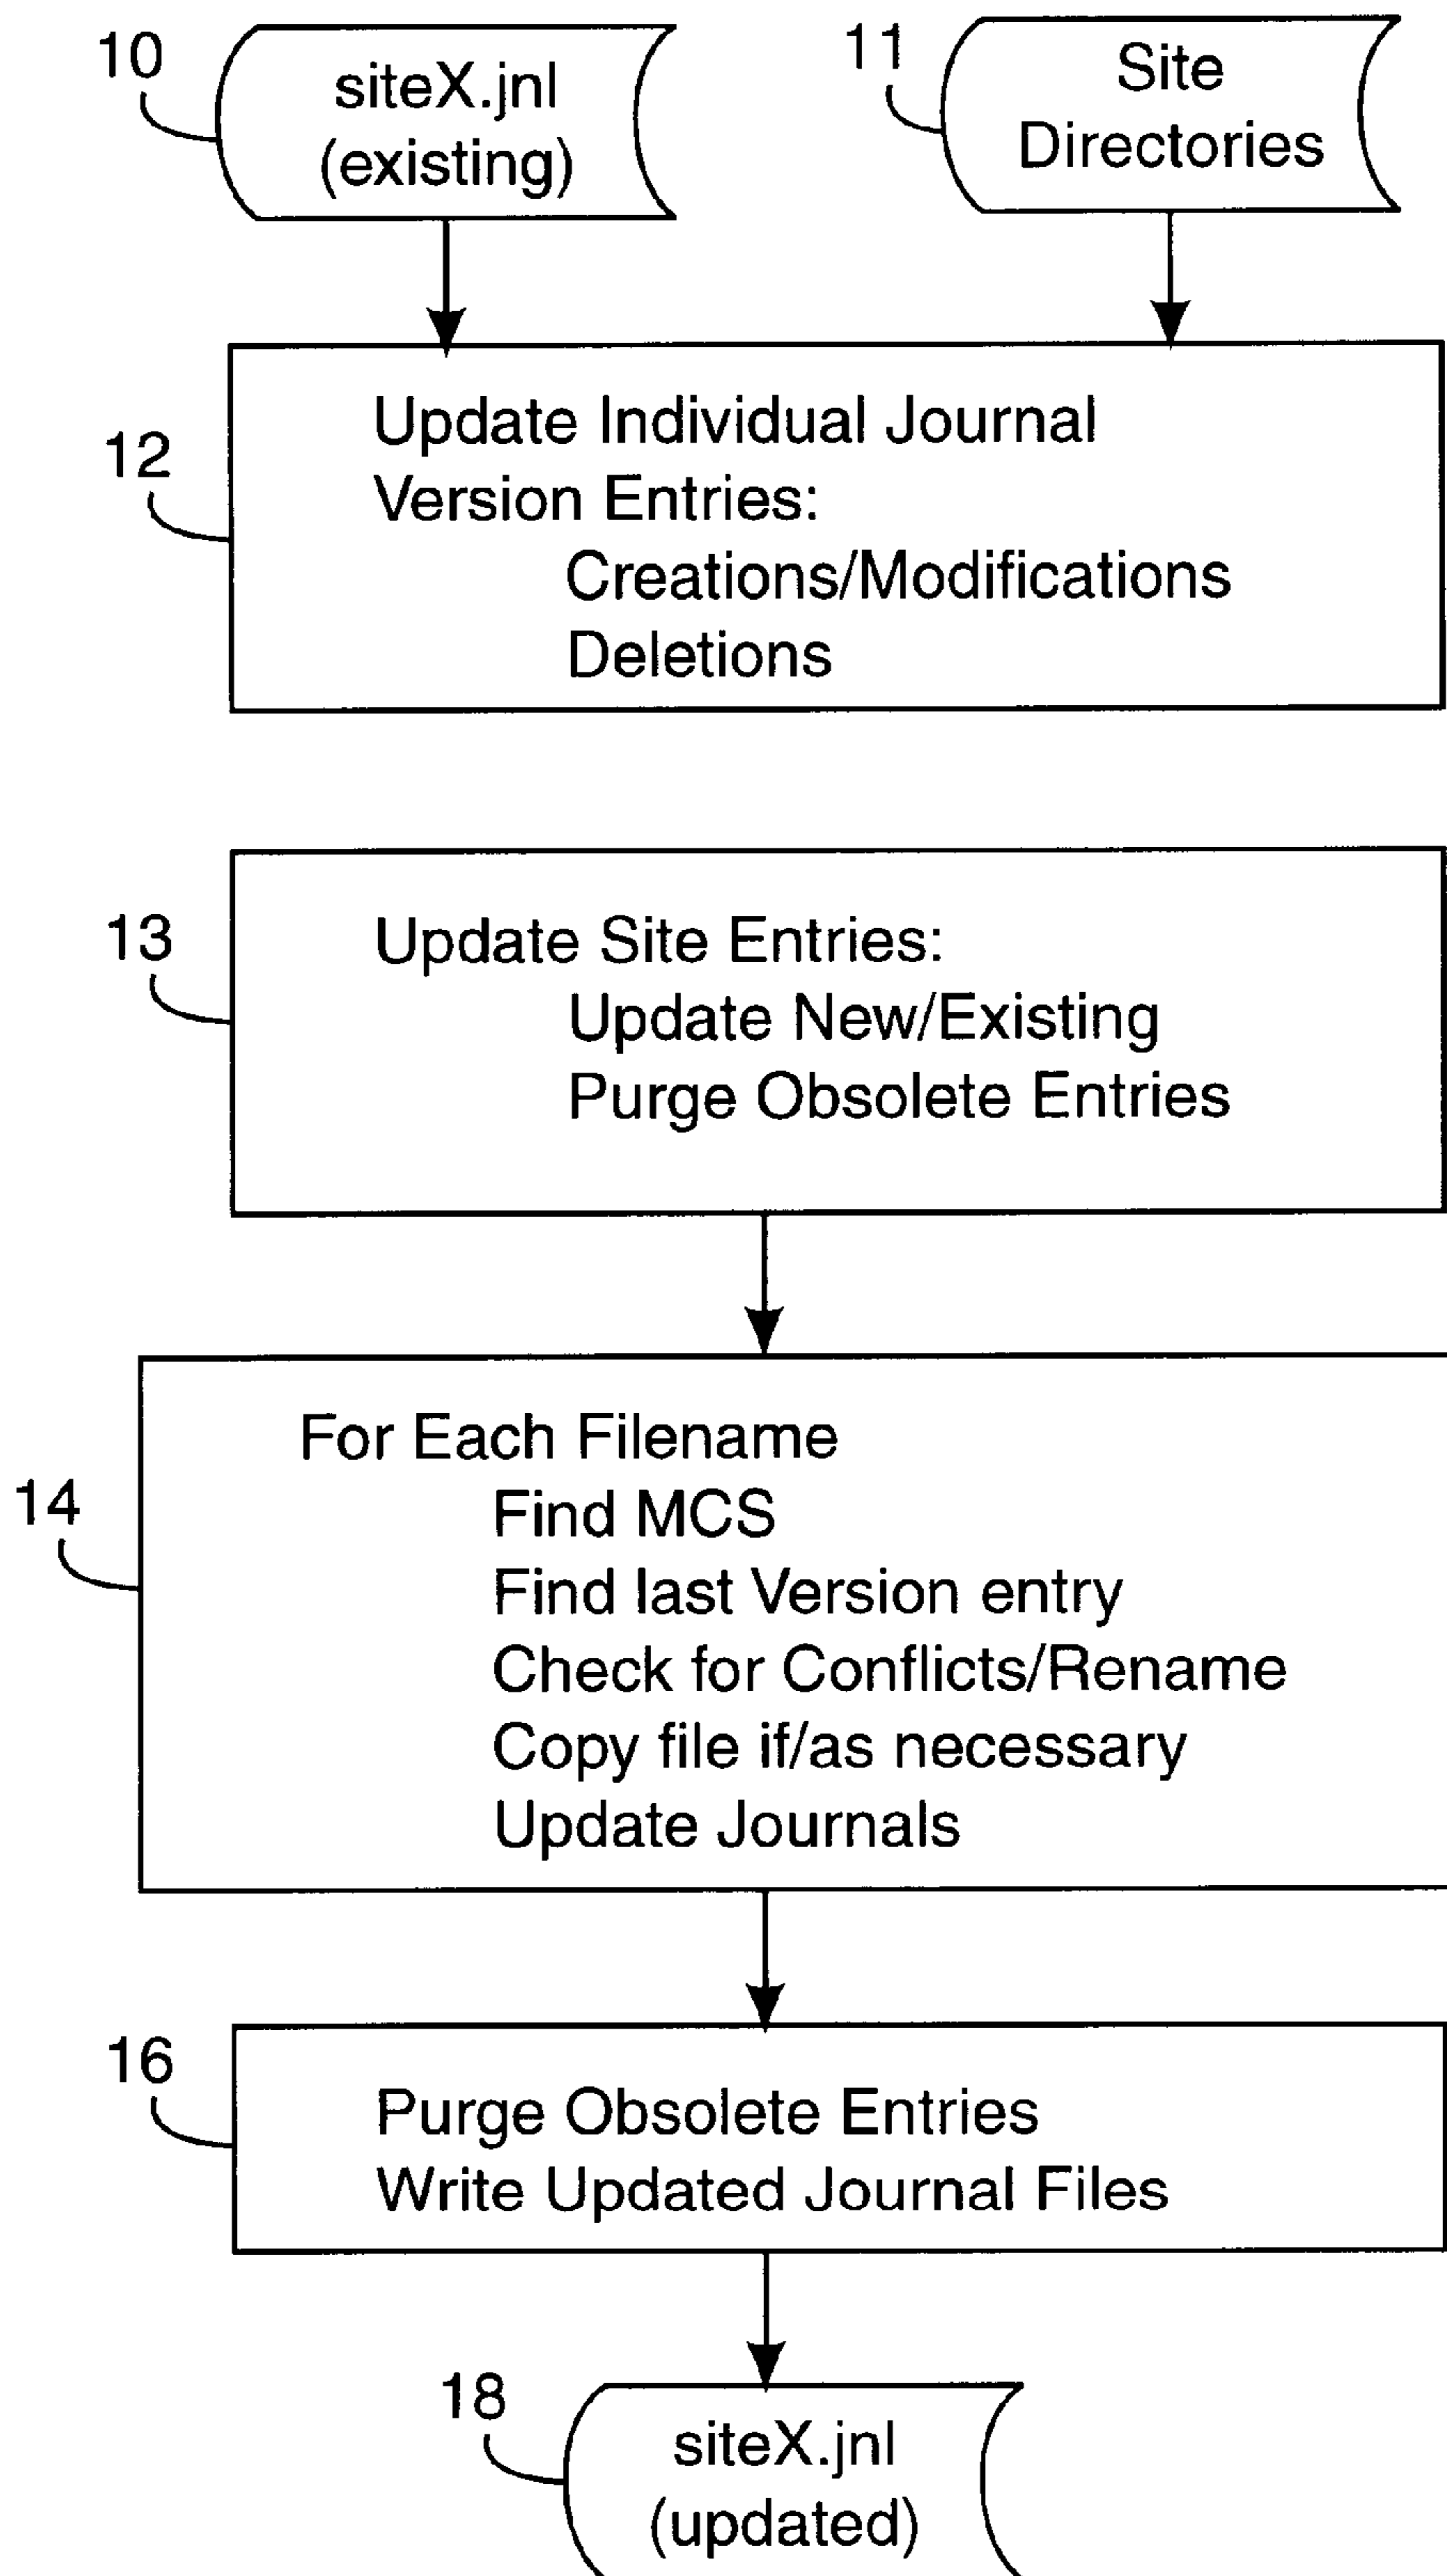 10
siteX.jnl
(existing)
11
Site
Directories
12
Update Individual Journal
Version Entries:
Creations/Modifications
Deletions
13
Update Site Entries:
Update New/Existing
Purge Obsolete Entries
14
For Each Filename
Find MCS
Find last Version entry
Check for Conflicts/Rename
Copy file if/as necessary
Update Journals
16
Purge Obsolete Entries
Write Updated Journal Files
18
siteX.jnl
(updated)